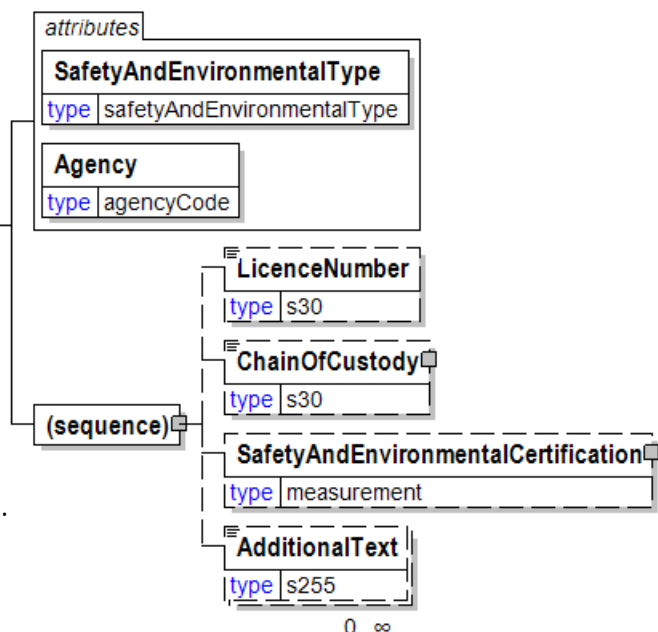 attributes
SafetyAndEnvironmentalType
type safetyAndEnvironmentalType
Agency
type agencyCode
LicenceNumber
type s30
ChainOfCustody
type s30
(sequence)
SafetyAndEnvironmentalCertification
type measurement
.
AdditionalText
type s255
0 ∞